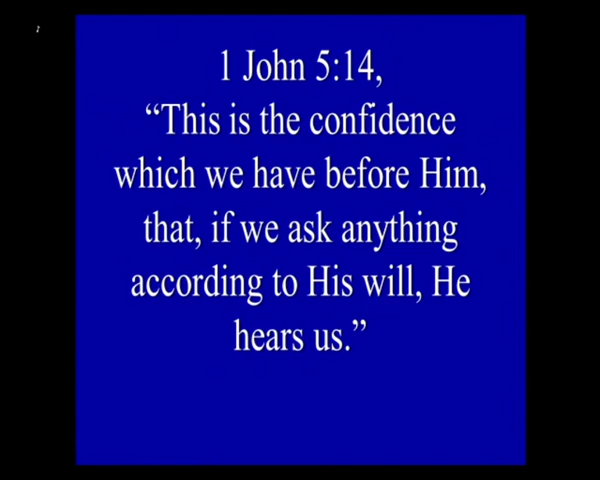 1 John 5:14,
“This is the confidence
which we have before Him,
that, if we ask anything
according to His will, He
hears us.”